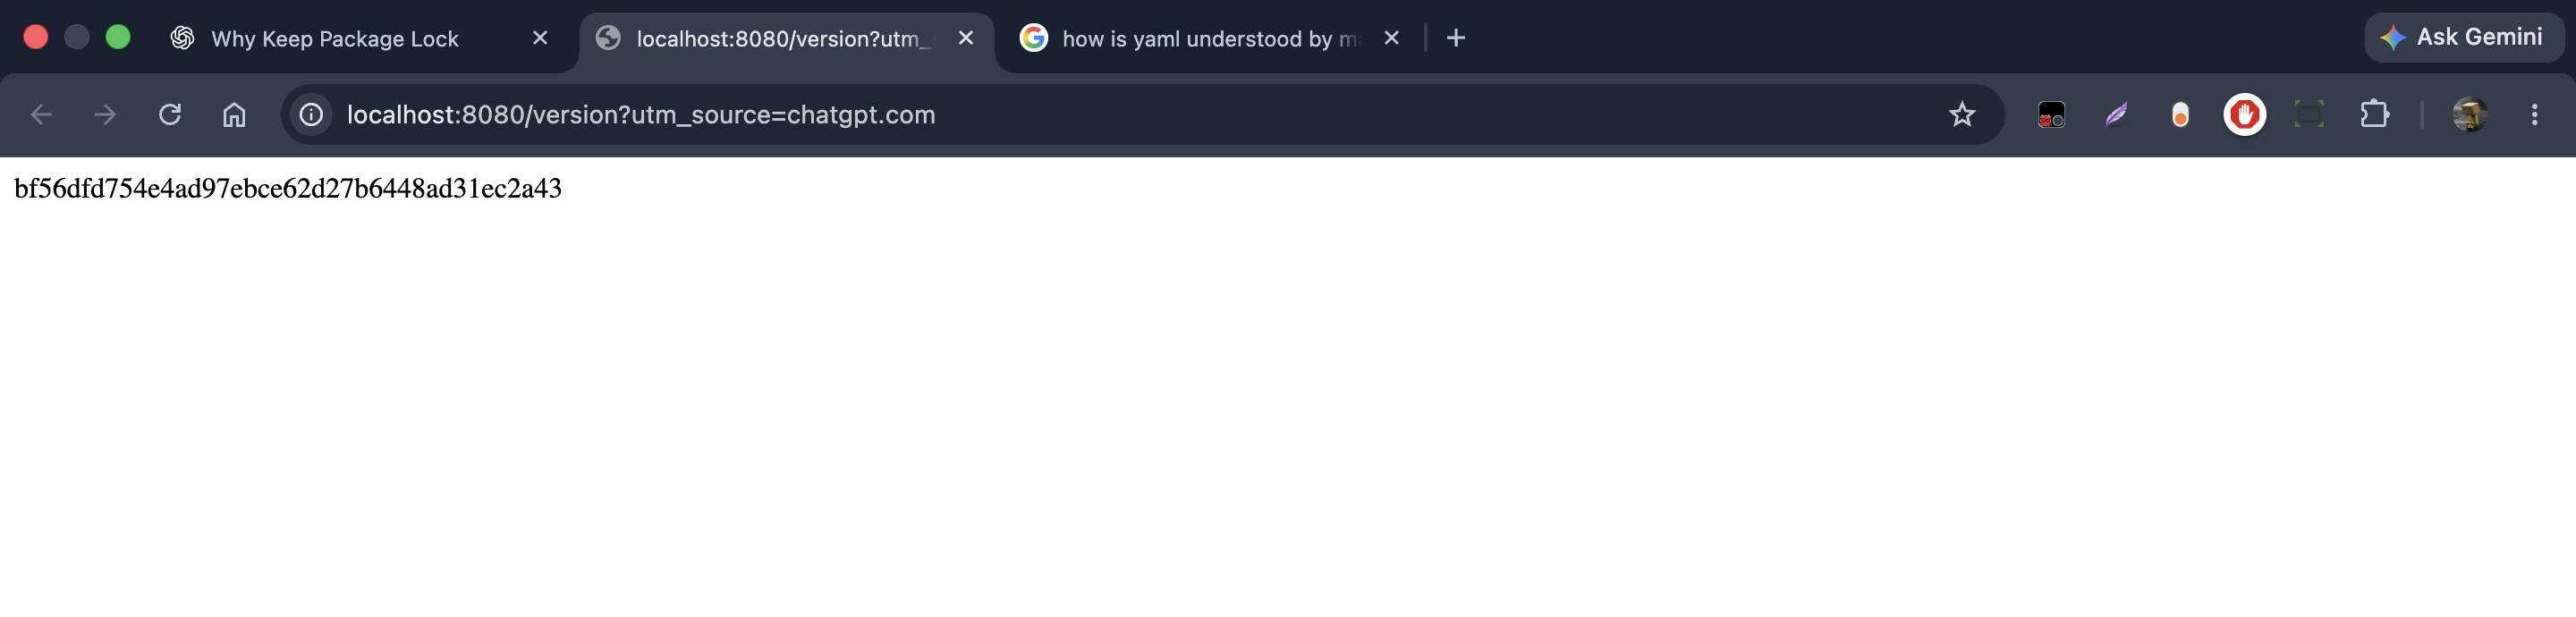 Why Keep Package Lock
localhost:8080/version?utm_
how is yaml understood by ma
Ask Gemini
localhost:8080/version?utm_source=chatgpt.com
bf56dfd754e4ad97ebce62d27b6448ad31ec2a43